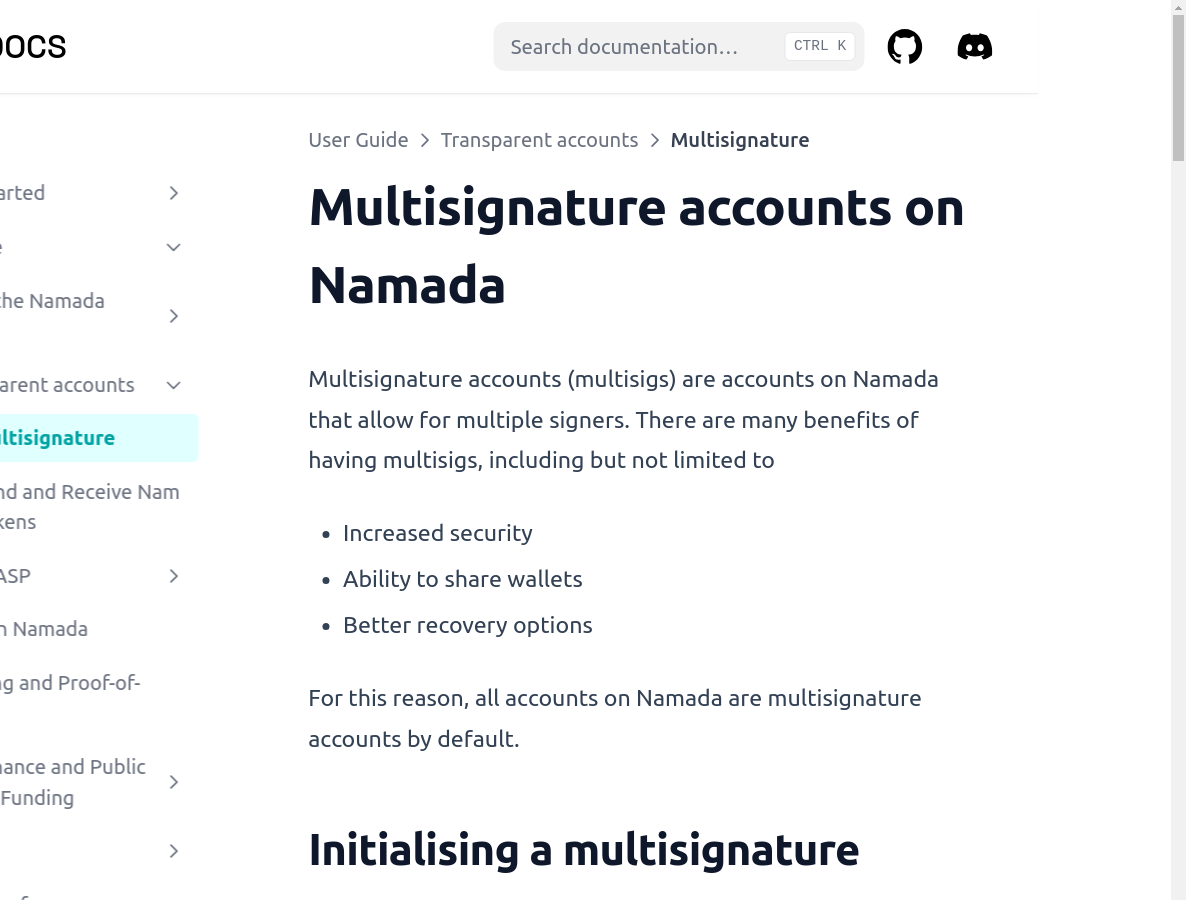 DOCS
Search documentation…
CTRL K
User Guide > Transparent accounts > Multisignature
Multisignature accounts on
Namada
Multisignature accounts (multisigs) are accounts on Namada
that allow for multiple signers. There are many benefits of
having multisigs, including but not limited to
• Increased security
• Ability to share wallets
• Better recovery options
For this reason, all accounts on Namada are multisignature
accounts by default.
Initialising a multisignature
arted
e
the Namada
arent accounts
ltisignature
nd and Receive Nam
kens
ASP
n Namada
ng and Proof-of-
nance and Public
Funding